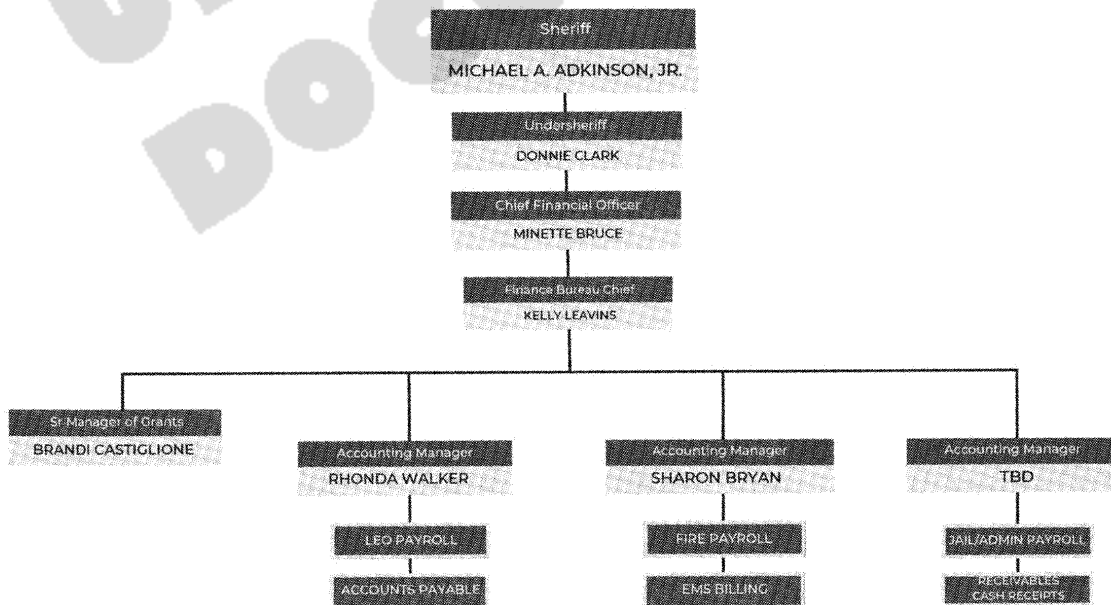 Sheriff
MICHAEL A. ADKINSON, JR.
Undersheriff
DONNIE CLARK
Chief Financial Officer
MINETTE BRUCE
Finance Bureau Chief
KELLY LEAVINS
Sr Manager of Grants
BRANDI CASTIGLIONE
Accounting Manager
RHONDA WALKER
LEO PAYROLL
ACCOUNTS PAYABLE
Accounting Manager
SHARON BRYAN
FIRE PAYROLL
EMS BILLING
Accounting Manager
TBD
JAIL/ADMIN PAYROLL
RECEIVABLES
CASH RECEIPTS